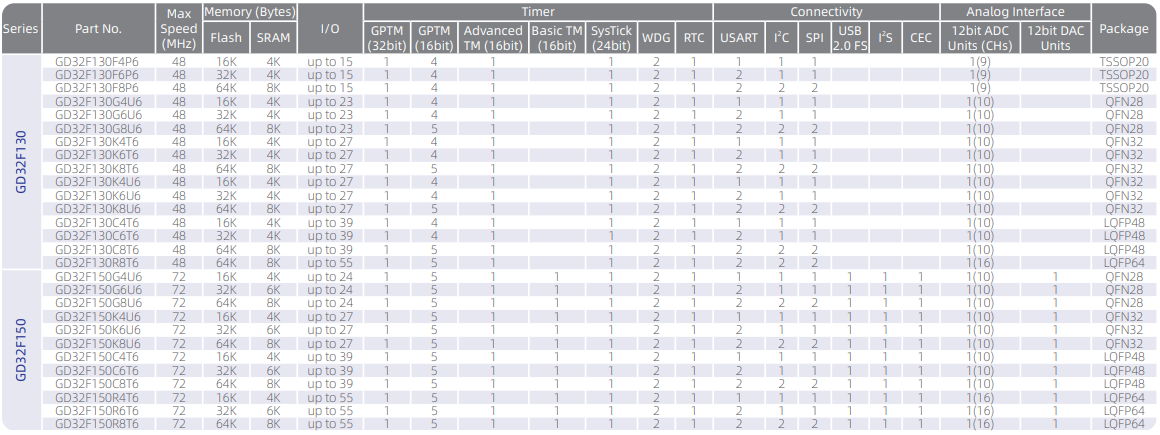 Series Part No. Max Speed (MHz) Memory (Bytes) I/O Timer Connectivity Analog Interface Package
Flash SRAM GPTM (32bit) GPTM (16bit) Advanced TM (16bit) Basic TM (16bit) SysTick (24bit) WDG RTC USART I²C SPI USB 2.0 FS I²S CEC 12bit ADC Units (CHs) 12bit DAC Units
GD32F130
GD32F130F4P6 48 16K 4K up to 15 1 4 1 1 2 1 1 1 1 1(9) TSSOP20
GD32F130F6P6 48 32K 4K up to 15 1 4 1 1 2 1 2 1 1 1(9) TSSOP20
GD32F130F8P6 48 64K 8K up to 15 1 4 1 1 2 1 2 2 2 1(9) TSSOP20
GD32F130G4U6 48 16K 4K up to 23 1 4 1 1 2 1 1 1 1 1(10) QFN28
GD32F130G6U6 48 32K 4K up to 23 1 4 1 1 2 1 2 1 1 1(10) QFN28
GD32F130G8U6 48 64K 8K up to 23 1 5 1 1 2 1 2 2 2 1(10) QFN28
GD32F130K4T6 48 16K 4K up to 27 1 4 1 1 2 1 1 1 1 1(10) QFN32
GD32F130K6T6 48 32K 4K up to 27 1 4 1 1 2 1 2 1 1 1(10) QFN32
GD32F130K8T6 48 64K 8K up to 27 1 5 1 1 2 1 2 2 2 1(10) QFN32
GD32F130K4U6 48 16K 4K up to 27 1 4 1 1 2 1 1 1 1 1(10) QFN32
GD32F130K6U6 48 32K 4K up to 27 1 4 1 1 2 1 2 1 1 1(10) QFN32
GD32F130K8U6 48 64K 8K up to 27 1 5 1 1 2 1 2 2 2 1(10) QFN32
GD32F130C4T6 48 16K 4K up to 39 1 4 1 1 2 1 1 1 1 1(10) LQFP48
GD32F130C6T6 48 32K 4K up to 39 1 4 1 1 2 1 2 1 1 1(10) LQFP48
GD32F130C8T6 48 64K 8K up to 39 1 5 1 1 2 1 2 2 2 1(10) LQFP48
GD32F130R8T6 48 64K 8K up to 55 1 5 1 1 2 1 2 2 2 1(16) LQFP64
GD32F150
GD32F150G4U6 72 16K 4K up to 24 1 5 1 1 1 2 1 1 1 1 1 1 1 1(10) 1 QFN28
GD32F150G6U6 72 32K 6K up to 24 1 5 1 1 1 2 1 2 1 1 1 1 1 1(10) 1 QFN28
GD32F150G8U6 72 64K 8K up to 24 1 5 1 1 1 2 1 2 2 2 1 1 1 1(10) 1 QFN28
GD32F150K4U6 72 16K 4K up to 27 1 5 1 1 1 2 1 1 1 1 1 1 1 1(10) 1 QFN32
GD32F150K6U6 72 32K 6K up to 27 1 5 1 1 1 2 1 2 1 1 1 1 1 1(10) 1 QFN32
GD32F150K8U6 72 64K 8K up to 27 1 5 1 1 1 2 1 2 2 2 1 1 1 1(10) 1 QFN32
GD32F150C4T6 72 16K 4K up to 39 1 5 1 1 1 2 1 1 1 1 1 1 1 1(10) 1 LQFP48
GD32F150C6T6 72 32K 6K up to 39 1 5 1 1 1 2 1 2 1 1 1 1 1 1(10) 1 LQFP48
GD32F150C8T6 72 64K 8K up to 39 1 5 1 1 1 2 1 2 2 2 1 1 1 1(10) 1 LQFP48
GD32F150R4T6 72 16K 4K up to 55 1 5 1 1 1 2 1 1 1 1 1 1 1 1(16) 1 LQFP64
GD32F150R6T6 72 32K 6K up to 55 1 5 1 1 1 2 1 2 1 1 1 1 1 1(16) 1 LQFP64
GD32F150R8T6 72 64K 8K up to 55 1 5 1 1 1 2 1 2 2 2 1 1 1 1(16) 1 LQFP64